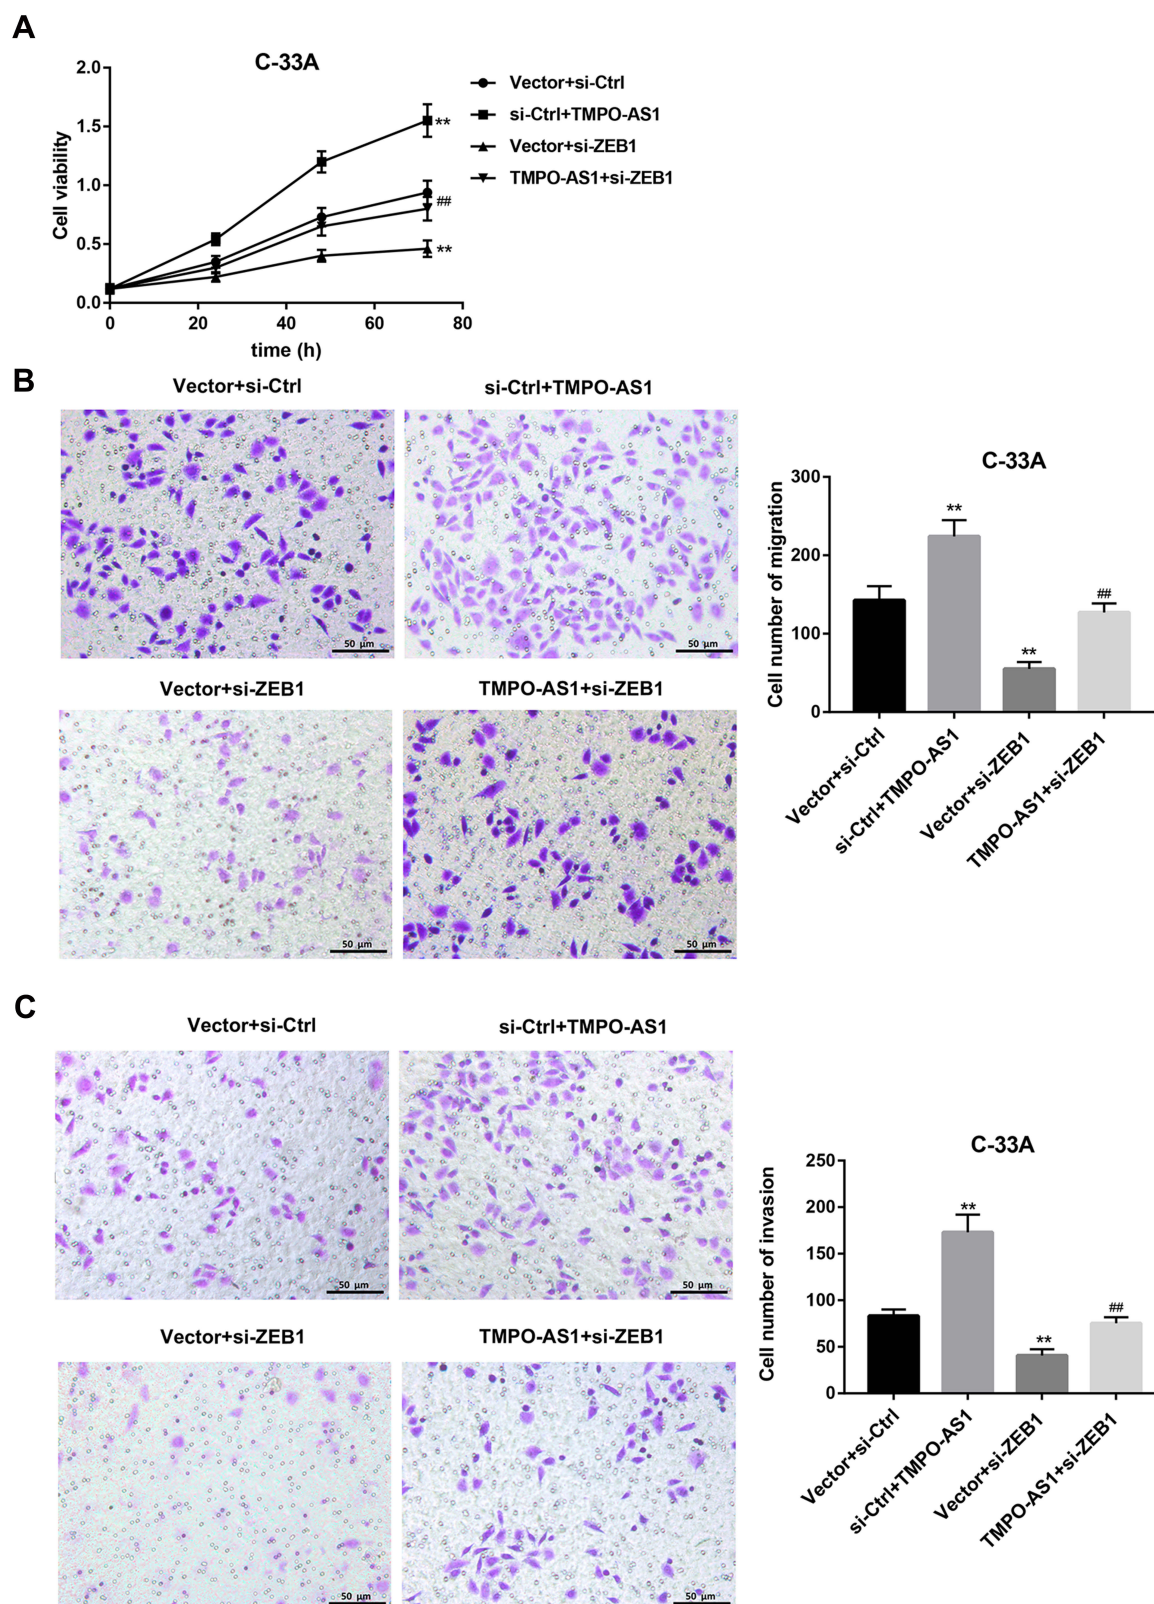 A
C-33A
Cell viability
2.0
1.5
1.0
0.5
0.0
0
20
40
60
80
time (h)
**
##
**
Vector+si-Ctrl
si-Ctrl+TMPO-AS1
Vector+si-ZEB1
TMPO-AS1+si-ZEB1
B
Vector+si-Ctrl
si-Ctrl+TMPO-AS1
50 µm
50 µm
Vector+si-ZEB1
TMPO-AS1+si-ZEB1
50 µm
50 µm
C-33A
Cell number of migration
300
200
100
0
**
**
##
Vector+si-Ctrl
si-Ctrl+TMPO-AS1
Vector+si-ZEB1
TMPO-AS1+si-ZEB1
C
Vector+si-Ctrl
si-Ctrl+TMPO-AS1
50 µm
50 µm
Vector+si-ZEB1
TMPO-AS1+si-ZEB1
50 µm
50 µm
C-33A
Cell number of invasion
250
200
150
100
50
0
**
**
##
Vector+si-Ctrl
si-Ctrl+TMPO-AS1
Vector+si-ZEB1
TMPO-AS1+si-ZEB1